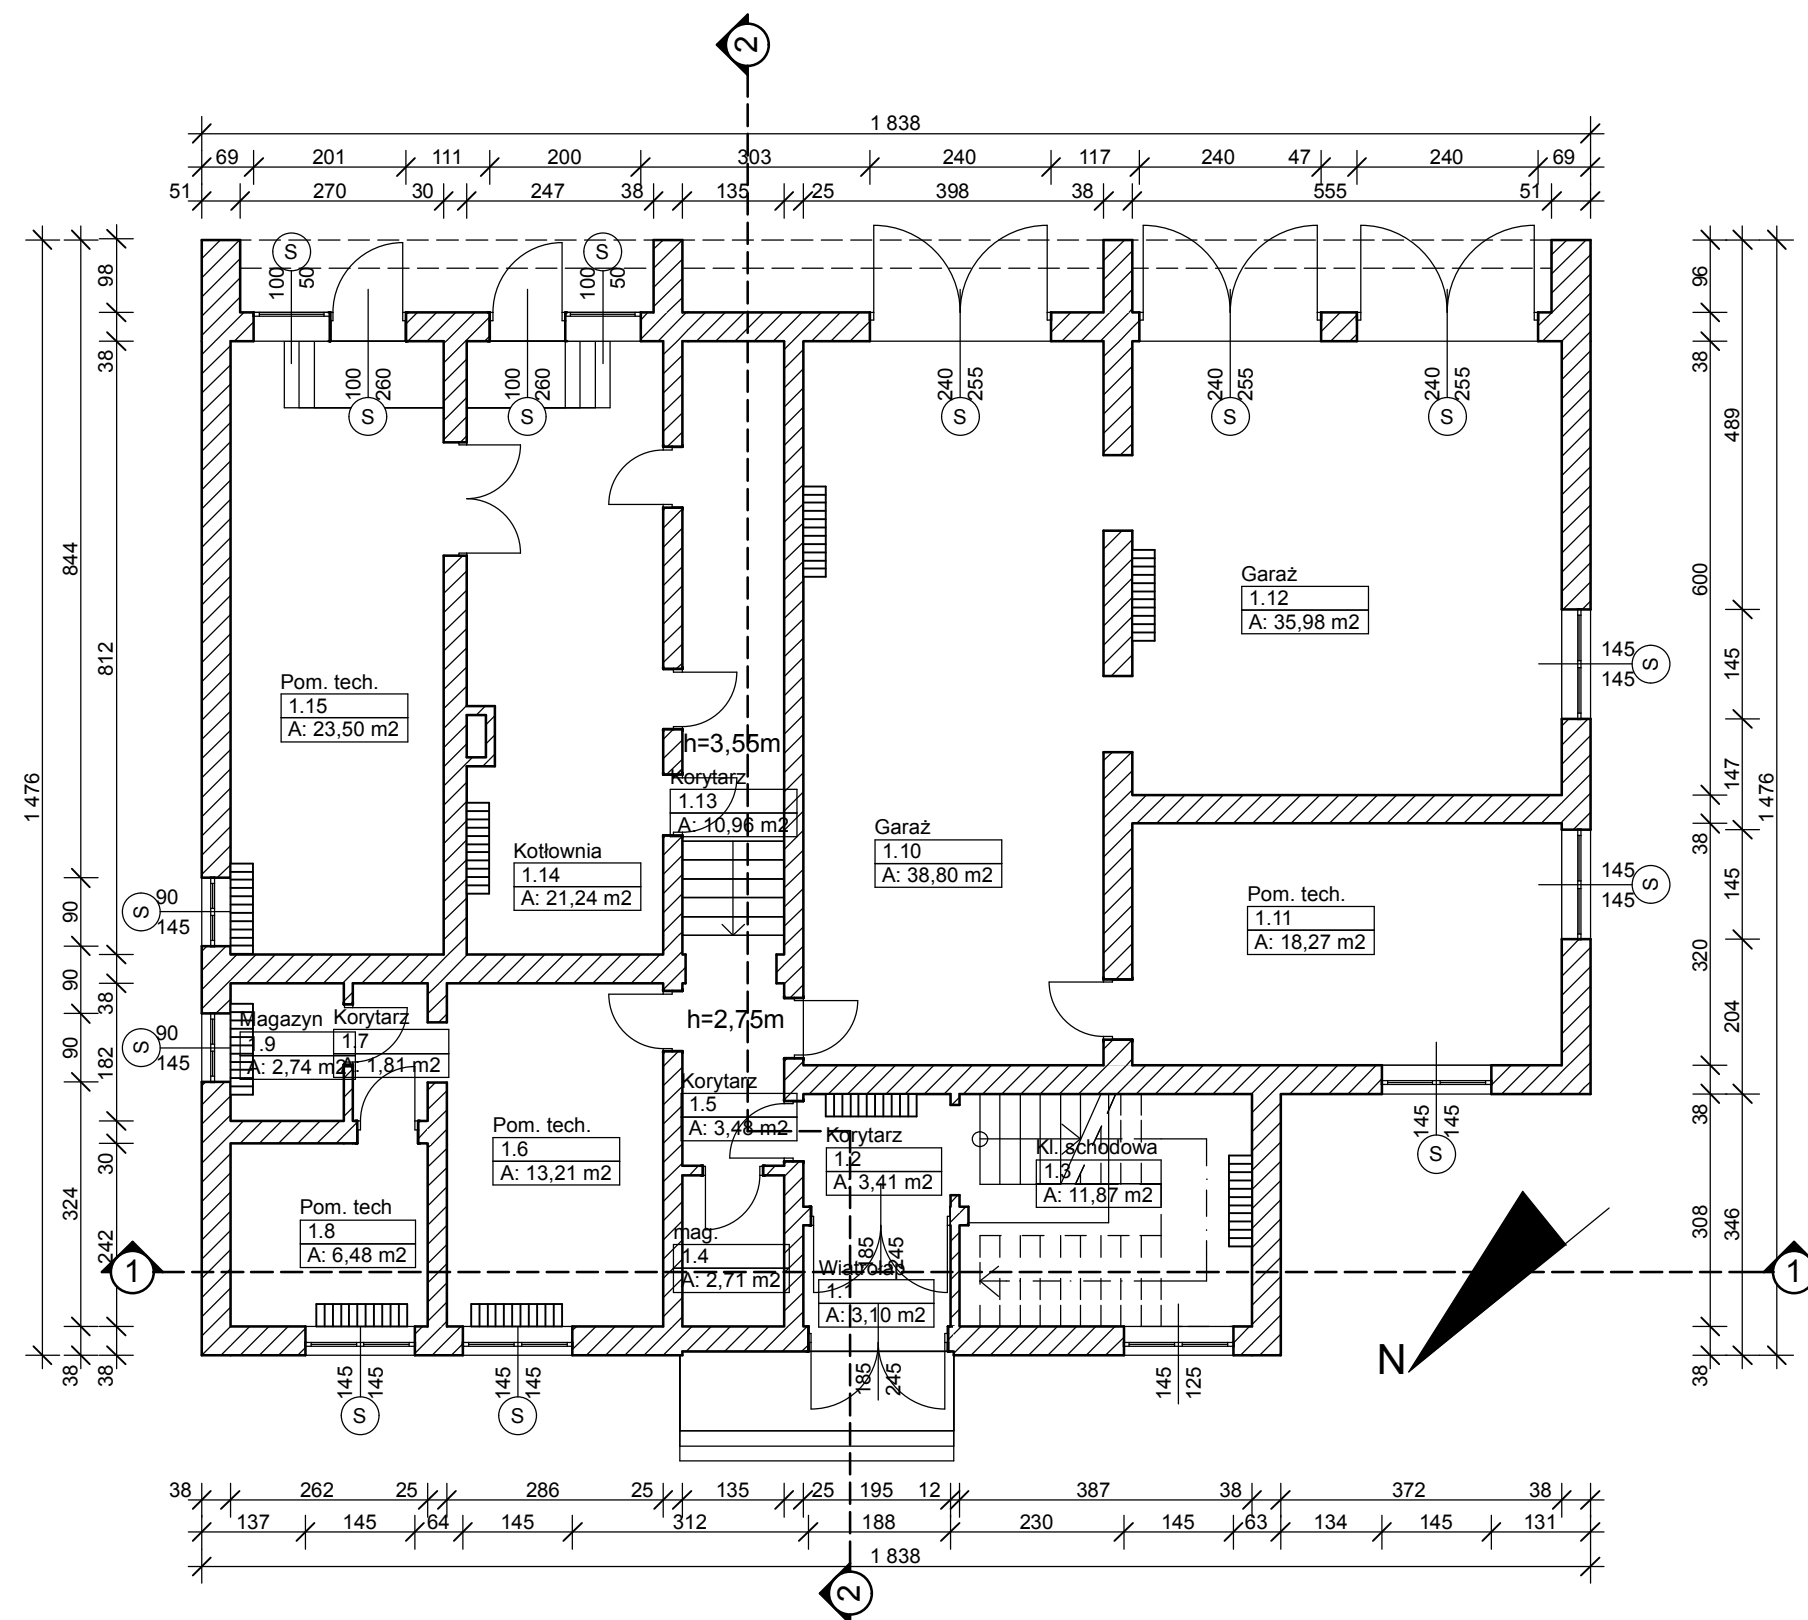 2
1 838
69 201 111 200 303 240 117 240 47 240 69
51 270 30 247 38 135 25 398 38 555 51
S S
100 50 100 50
98 96
38 38
100 260 100 260 240 255 240 255 240 255
S S S S S
489
844 600
Garaż
1.12
A: 35,98 m2
812
145 S
145
145
Pom. tech.
1.15
A: 23,50 m2
h=3,55m
1 476
147
1 476
Korytarz
1.13
A: 10,96 m2
Garaż
1.10
A: 38,80 m2
38
Kotłownia
1.14
A: 21,24 m2
145 S
145
145
Pom. tech.
1.11
A: 18,27 m2
S 90
145
90
90
38
320
204
h=2,75m
Magazyn
1.9
A: 2,74 m2
Korytarz
1.7
A: 1,81 m2
S 90
145
90
182
Korytarz
1.5
A: 3,48 m2
38
145 145
S
Pom. tech.
1.6
A: 13,21 m2
Korytarz
1.2
A: 3,41 m2
Kl. schodowa
1.3
A: 11,87 m2
30
324
Pom. tech
1.8
A: 6,48 m2
308
346
mag.
1.4
A: 2,71 m2
242
185 245
Wiatrołap
1.1
A: 3,10 m2
1 1
N
38 38 38
145 145 145 145 185 245 145 125
S S
38 262 25 286 25 135 25 195 12 387 38 372 38
137 145 64 145 312 188 230 145 63 134 145 131
1 838
2